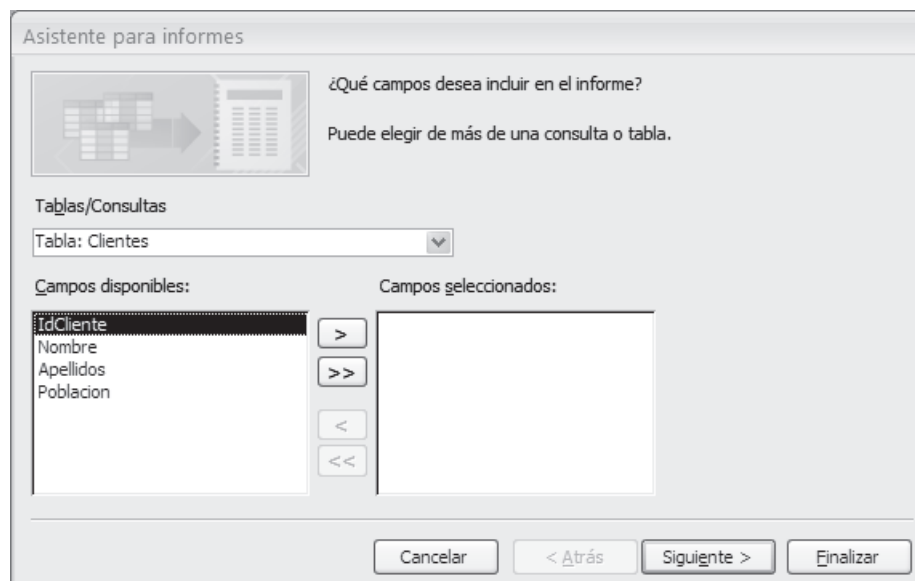 Asistente para informes
¿Qué campos desea incluir en el informe?
Puede elegir de más de una consulta o tabla.
Tablas/Consultas
Tabla: Clientes
Campos disponibles:
Campos seleccionados:
IdCliente
Nombre
Apellidos
Poblacion
>
>>
<
<<
Cancelar
< Atrás
Siguiente >
Finalizar